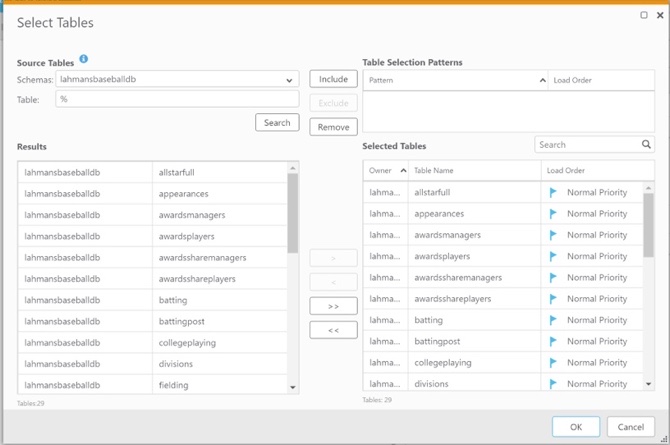 Select Tables
Source Tables
Schemas: lahmansbaseballdb
Table: %
Search
Results
lahmansbaseballdb allstarfull
lahmansbaseballdb appearances
lahmansbaseballdb awardsmanagers
lahmansbaseballdb awardsplayers
lahmansbaseballdb awardssharemanagers
lahmansbaseballdb awardsshareplayers
lahmansbaseballdb batting
lahmansbaseballdb battingpost
lahmansbaseballdb collegeplaying
lahmansbaseballdb divisions
lahmansbaseballdb fielding
Tables:29
Include
Exclude
Remove
>
<
>>
<<
Table Selection Patterns
Pattern Load Order
Selected Tables
Search
Owner Table Name Load Order
lahma... allstarfull Normal Priority
lahma... appearances Normal Priority
lahma... awardsmanagers Normal Priority
lahma... awardsplayers Normal Priority
lahma... awardssharemanagers Normal Priority
lahma... awardsshareplayers Normal Priority
lahma... batting Normal Priority
lahma... battingpost Normal Priority
lahma... collegeplaying Normal Priority
lahma... divisions Normal Priority
Tables: 29
OK Cancel